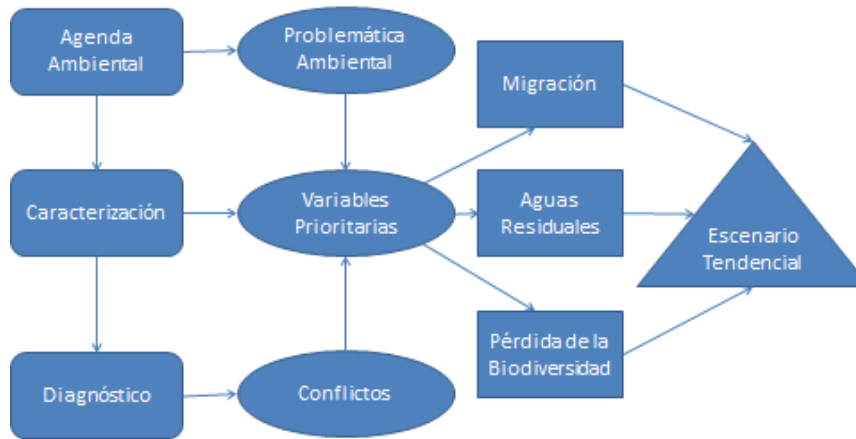 Agenda
Ambiental
Problemática
Ambiental
Migración
Caracterización
Variables
Prioritarias
Aguas
Residuales
Escenario
Tendencial
Diagnóstico
Conflictos
Pérdida de la
Biodiversidad